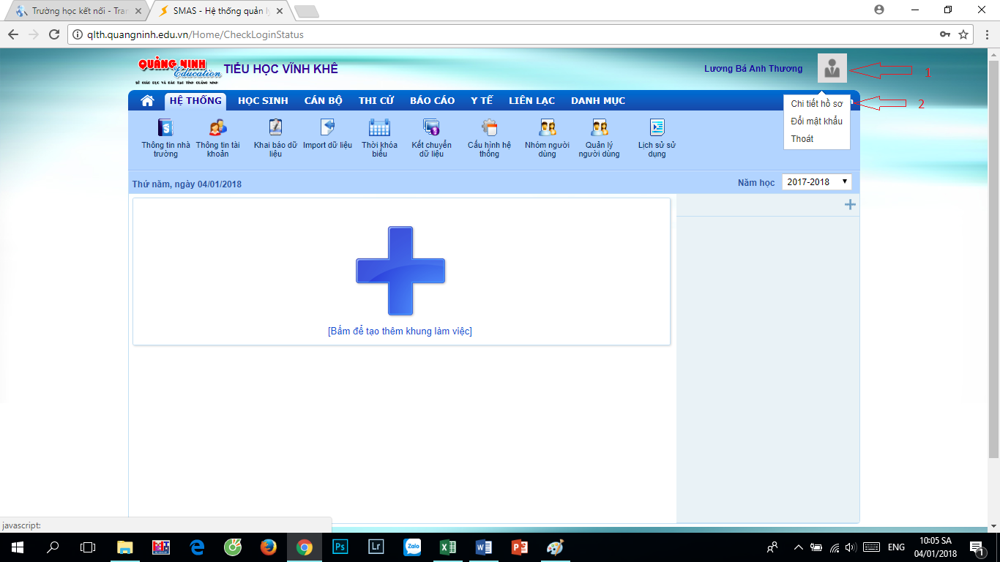 Trường học kết nối - Tran
SMAS - Hệ thống quản lý
qlth.quangninh.edu.vn/Home/CheckLoginStatus
QUẢNG NINH
Education
SỞ GIÁO DỤC VÀ ĐÀO TẠO TỈNH QUẢNG NINH
TIỂU HỌC VĨNH KHÊ
Lương Bá Anh Thương
1
HỆ THỐNG HỌC SINH CÁN BỘ THI CỬ BÁO CÁO Y TẾ LIÊN LẠC DANH MỤC
Chi tiết hồ sơ
2
Đổi mật khẩu
Thoát
Thông tin nhà trường
Thông tin tài khoản
Khai báo dữ liệu
Import dữ liệu
Thời khóa biểu
Kết chuyển dữ liệu
Cấu hình hệ thống
Nhóm người dùng
Quản lý người dùng
Lịch sử sử dụng
Thứ năm, ngày 04/01/2018
Năm học 2017-2018
[Bấm để tạo thêm khung làm việc]
javascript:
Ps
Lr
Zalo
ENG
10:05 SA
04/01/2018
1